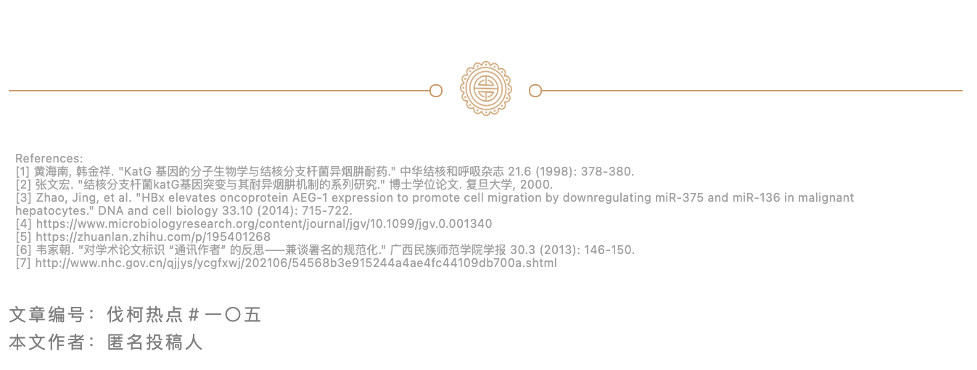 References:
[1] 黄海南, 韩金祥. "KatG 基因的分子生物学与结核分支杆菌异烟肼耐药." 中华结核和呼吸杂志 21.6 (1998): 378-380.
[2] 张文宏. "结核分支杆菌katG基因突变与其耐异烟肼机制的系列研究." 博士学位论文. 复旦大学, 2000.
[3] Zhao, Jing, et al. "HBx elevates oncoprotein AEG-1 expression to promote cell migration by downregulating miR-375 and miR-136 in malignant
hepatocytes." DNA and cell biology 33.10 (2014): 715-722.
[4] https://www.microbiologyresearch.org/content/journal/jgv/10.1099/jgv.0.001340
[5] https://zhuanlan.zhihu.com/p/195401268
[6] 韦家朝. "对学术论文标识 “通讯作者” 的反思——兼谈署名的规范化." 广西民族师范学院学报 30.3 (2013): 146-150.
[7] http://www.nhc.gov.cn/qjjys/ycgfxwj/202106/54568b3e915244a4ae4fc44109db700a.shtml
文章编号：伐柯热点#一〇五
本文作者：匿名投稿人